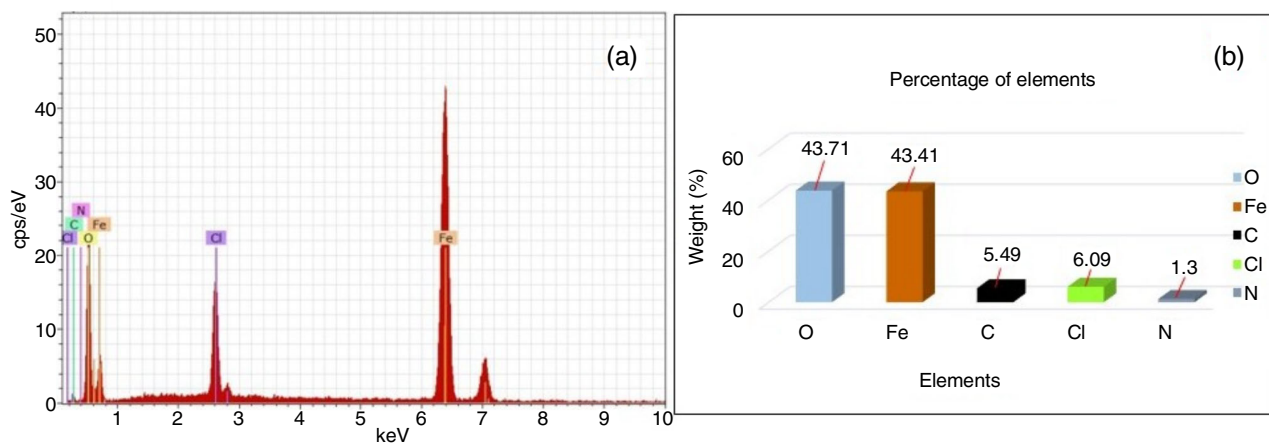 (a)
cps/eV
50
40
30
20
10
0
N
C Fe
Cl O Cl Fe
1 2 3 4 5 6 7 8 9 10
keV
(b)
Percentage of elements
Weight (%)
60
40
20
0
43.71 43.41 5.49 6.09 1.3
O Fe C Cl N
Elements
O
Fe
C
Cl
N